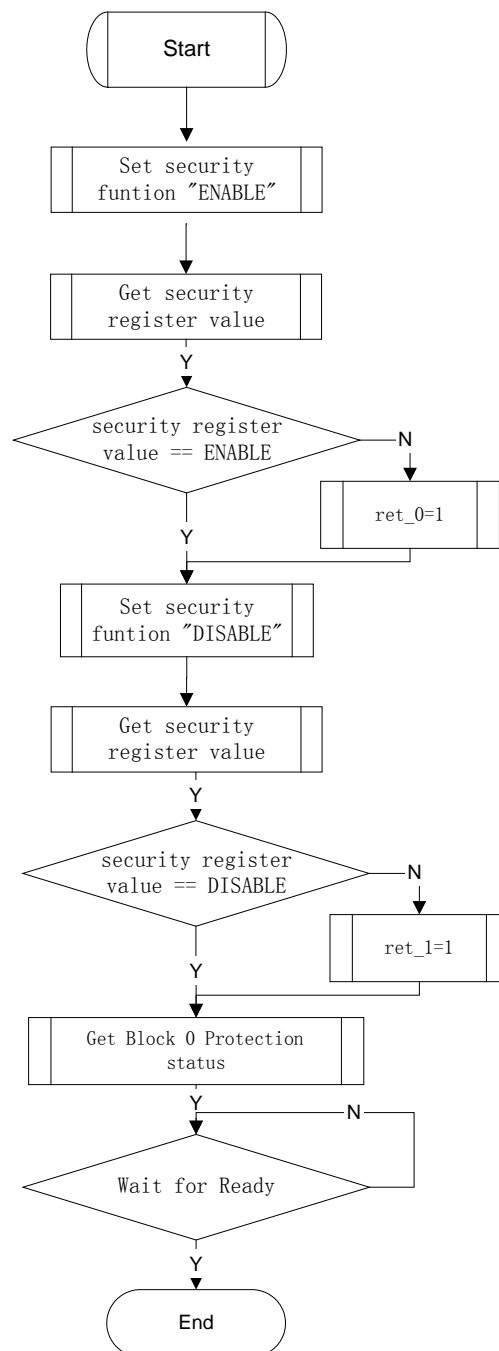 Start
Set security
funtion "ENABLE"
Get security
register value
Y
security register
value == ENABLE
N
ret_0=1
Y
Set security
funtion "DISABLE"
Get security
register value
Y
security register
value == DISABLE
N
ret_1=1
Y
Get Block 0 Protection
status
Y
N
Wait for Ready
Y
End